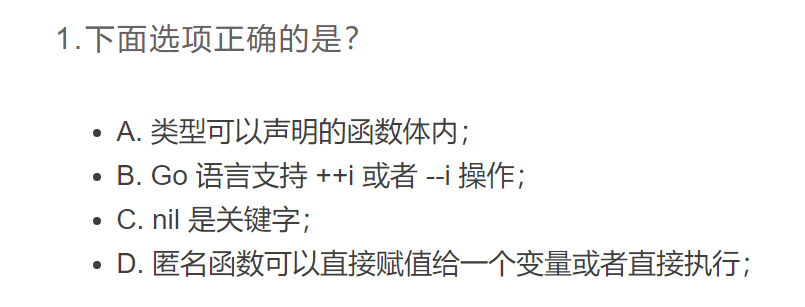 1.下面选项正确的是？
A. 类型可以声明的函数体内；
B. Go 语言支持 ++i 或者 --i 操作；
C. nil 是关键字；
D. 匿名函数可以直接赋值给一个变量或者直接执行；